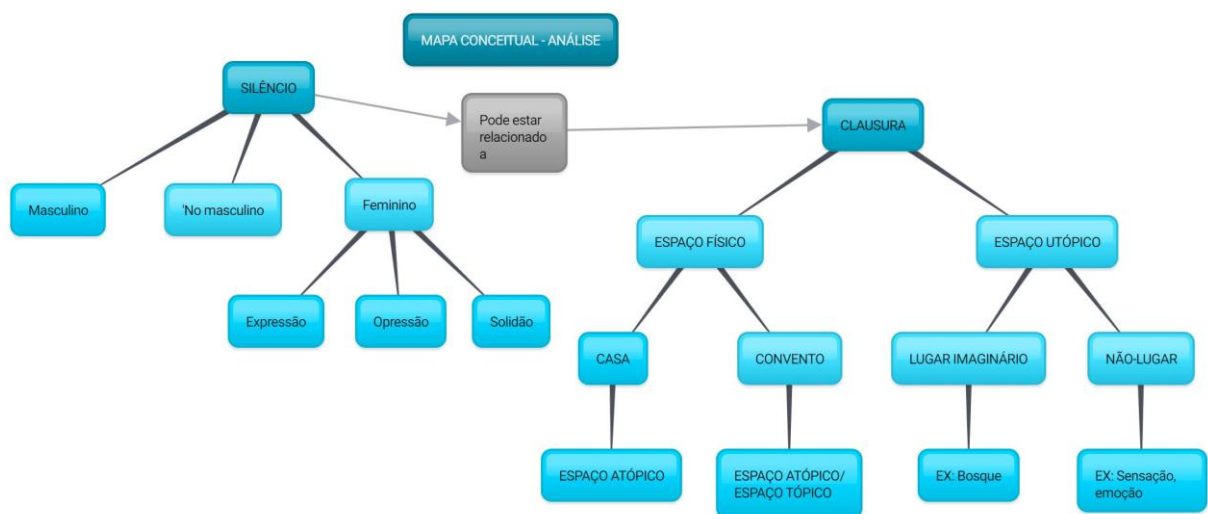 MAPA CONCEITUAL - ANÁLISE
SILÊNCIO
Pode estar
relacionado
a
CLAUSURA
Masculino
'No masculino
Feminino
Expressão
Opressão
Solidão
ESPAÇO FÍSICO
ESPAÇO UTÓPICO
CASA
CONVENTO
LUGAR IMAGINÁRIO
NÃO-LUGAR
ESPAÇO ATÓPICO
ESPAÇO ATÓPICO/
ESPAÇO TÓPICO
EX: Bosque
EX: Sensação,
emoção